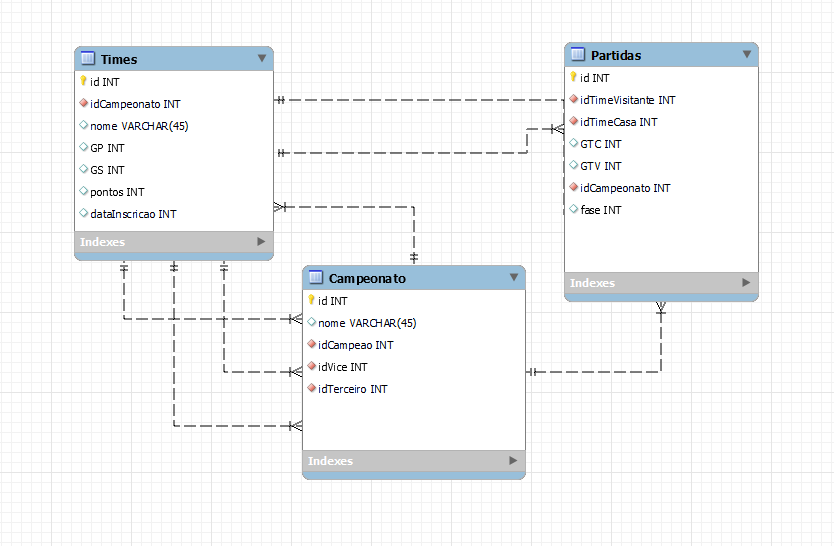 Times
id INT
idCampeonato INT
nome VARCHAR(45)
GP INT
GS INT
pontos INT
dataInscricao INT
Indexes
Partidas
id INT
idTimeVisitante INT
idTimeCasa INT
GTC INT
GTV INT
idCampeonato INT
fase INT
Indexes
Campeonato
id INT
nome VARCHAR(45)
idCampeao INT
idVice INT
idTerceiro INT
Indexes